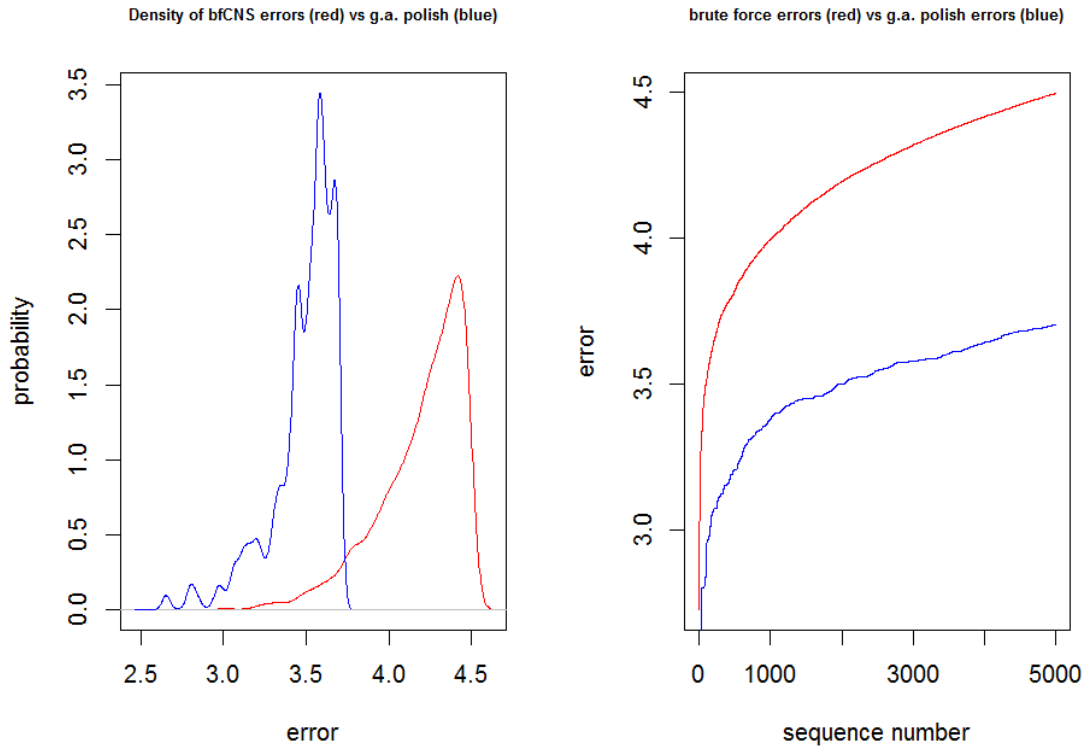 Density of bfCNS errors (red) vs g.a. polish (blue)
probability
0.0 0.5 1.0 1.5 2.0 2.5 3.0 3.5
2.5 3.0 3.5 4.0 4.5
error
brute force errors (red) vs g.a. polish errors (blue)
error
3.0 3.5 4.0 4.5
0 1000 3000 5000
sequence number